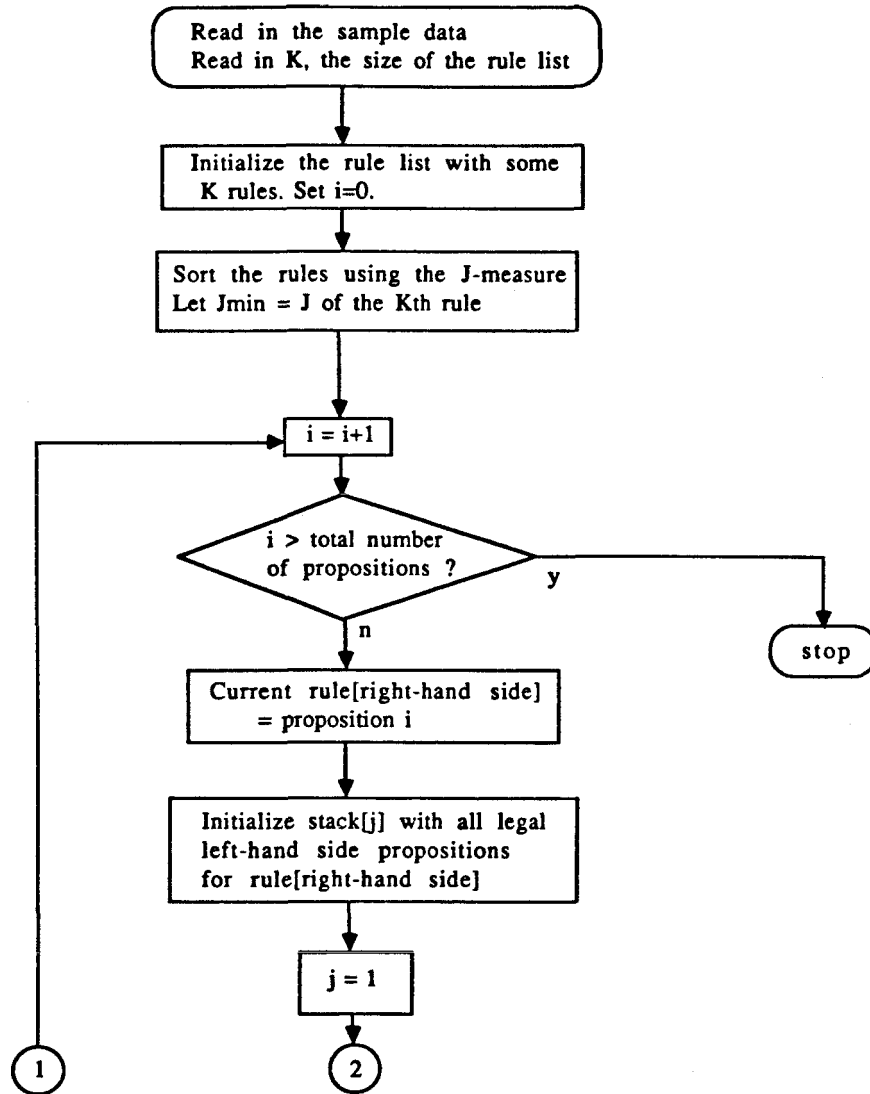 Read in the sample data
Read in K, the size of the rule list
Initialize the rule list with some
K rules. Set i=0.
Sort the rules using the J-measure
Let Jmin = J of the Kth rule
i = i+1
i > total number
of propositions ?
y
n
stop
Current rule[right-hand side]
= proposition i
Initialize stack[j] with all legal
left-hand side propositions
for rule[right-hand side]
j = 1
1
2